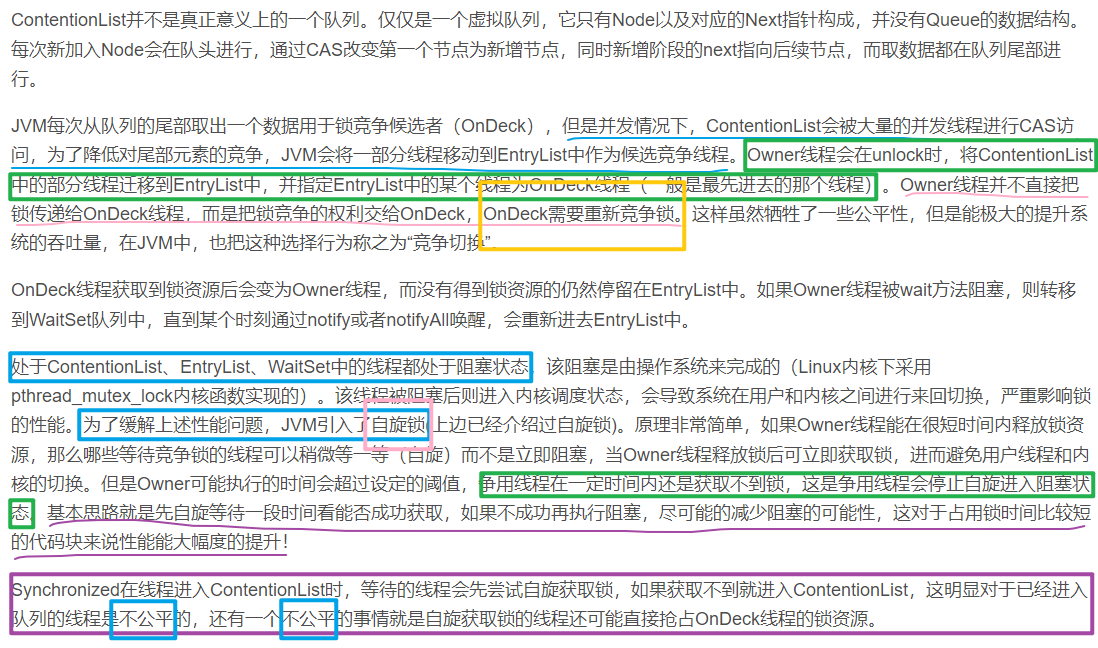 ContentionList并不是真正意义上的一个队列。仅仅是一个虚拟队列，它只有Node以及对应的Next指针构成，并没有Queue的数据结构。
每次新加入Node会在队头进行，通过CAS改变第一个节点为新增节点，同时新增阶段的next指向后续节点，而取数据都在队列尾部进
行。
JVM每次从队列的尾部取出一个数据用于锁竞争候选者（OnDeck），但是并发情况下，ContentionList会被大量的并发线程进行CAS访
问，为了降低对尾部元素的竞争，JVM会将一部分线程移动到EntryList中作为候选竞争线程。Owner线程会在unlock时，将ContentionList
中的部分线程迁移到EntryList中，并指定EntryList中的某个线程为OnDeck线程（一般是最先进去的那个线程）。Owner线程并不直接把
锁传递给OnDeck线程，而是把锁竞争的权利交给OnDeck，OnDeck需要重新竞争锁。这样虽然牺牲了一些公平性，但是能极大的提升系
统的吞吐量，在JVM中，也把这种选择行为称之为“竞争切换”。
OnDeck线程获取到锁资源后会变为Owner线程，而没有得到锁资源的仍然停留在EntryList中。如果Owner线程被wait方法阻塞，则转移
到WaitSet队列中，直到某个时刻通过notify或者notifyAll唤醒，会重新进去EntryList中。
处于ContentionList、EntryList、WaitSet中的线程都处于阻塞状态，该阻塞是由操作系统来完成的（Linux内核下采用
pthread_mutex_lock内核函数实现的）。该线程被阻塞后则进入内核调度状态，会导致系统在用户和内核之间进行来回切换，严重影响锁
的性能。为了缓解上述性能问题，JVM引入了自旋锁(上边已经介绍过自旋锁)。原理非常简单，如果Owner线程能在很短时间内释放锁资
源，那么哪些等待竞争锁的线程可以稍微等一等（自旋）而不是立即阻塞，当Owner线程释放锁后可立即获取锁，进而避免用户线程和内
核的切换。但是Owner可能执行的时间会超过设定的阈值，争用线程在一定时间内还是获取不到锁，这是争用线程会停止自旋进入阻塞状
态。基本思路就是先自旋等待一段时间看能否成功获取，如果不成功再执行阻塞，尽可能的减少阻塞的可能性，这对于占用锁时间比较短
的代码块来说性能能大幅度的提升！
Synchronized在线程进入ContentionList时，等待的线程会先尝试自旋获取锁，如果获取不到就进入ContentionList，这明显对于已经进入
队列的线程是不公平的，还有一个不公平的事情就是自旋获取锁的线程还可能直接抢占OnDeck线程的锁资源。